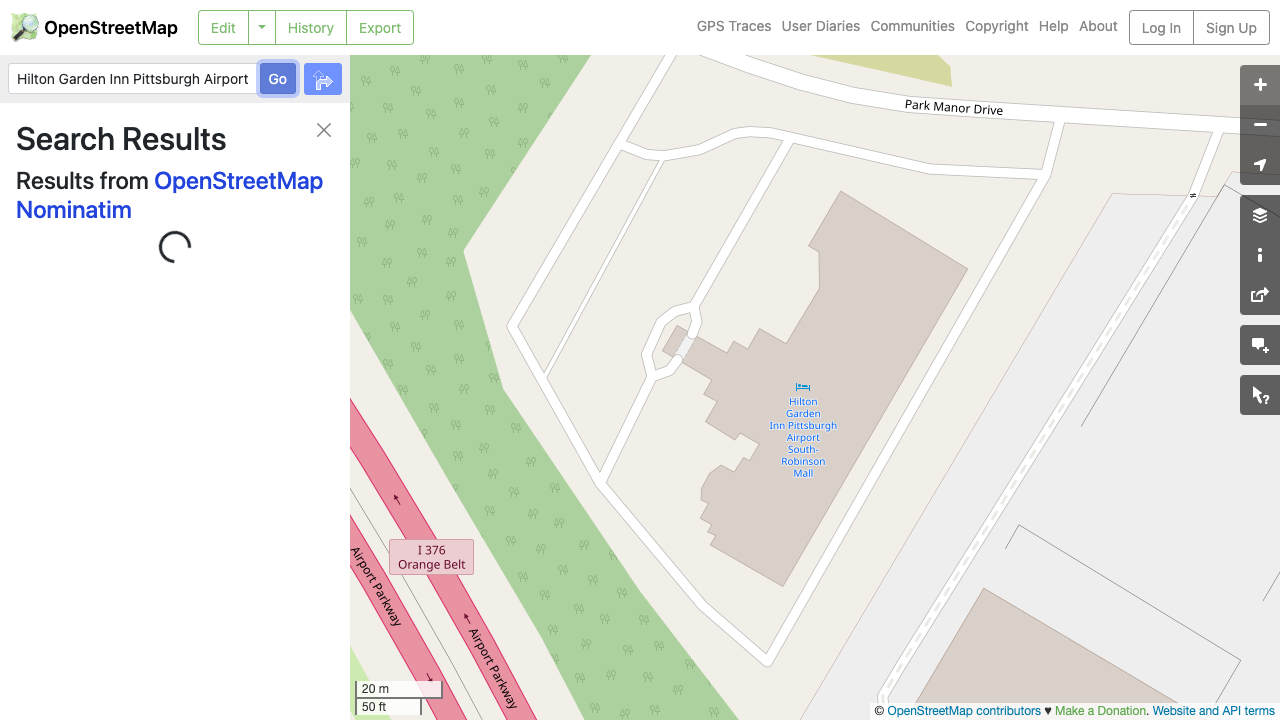 OpenStreetMap
Edit
History
Export
GPS Traces
User Diaries
Communities
Copyright
Help
About
Log In
Sign Up
Hilton Garden Inn Pittsburgh Airport
Go
Search Results
Results from OpenStreetMap
Nominatim
Park Manor Drive
Hilton
Garden
Inn Pittsburgh
Airport
South-
Robinson
Mall
I 376
Orange Belt
Airport Parkway
Airport Parkway
20 m
50 ft
© OpenStreetMap contributors ♥ Make a Donation. Website and API terms